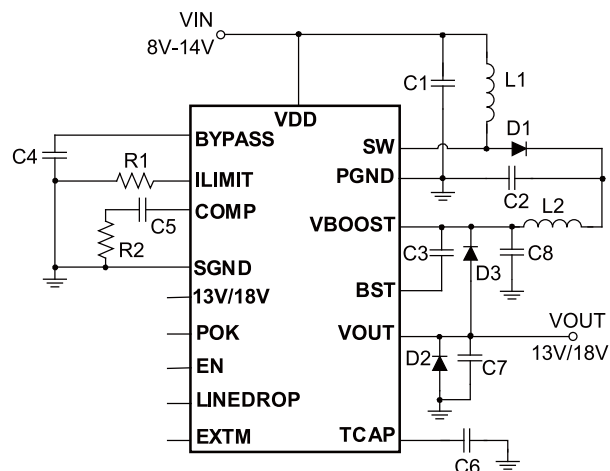 VIN
8V-14V
C1
L1
VDD
BYPASS
SW
D1
C4
R1
ILIMIT
PGND
C2
COMP
C5
L2
R2
VBOOST
C3
D3
C8
SGND
BST
13V/18V
VOUT
VOUT
POK
13V/18V
D2
C7
EN
LINEDROP
EXTM
TCAP
C6